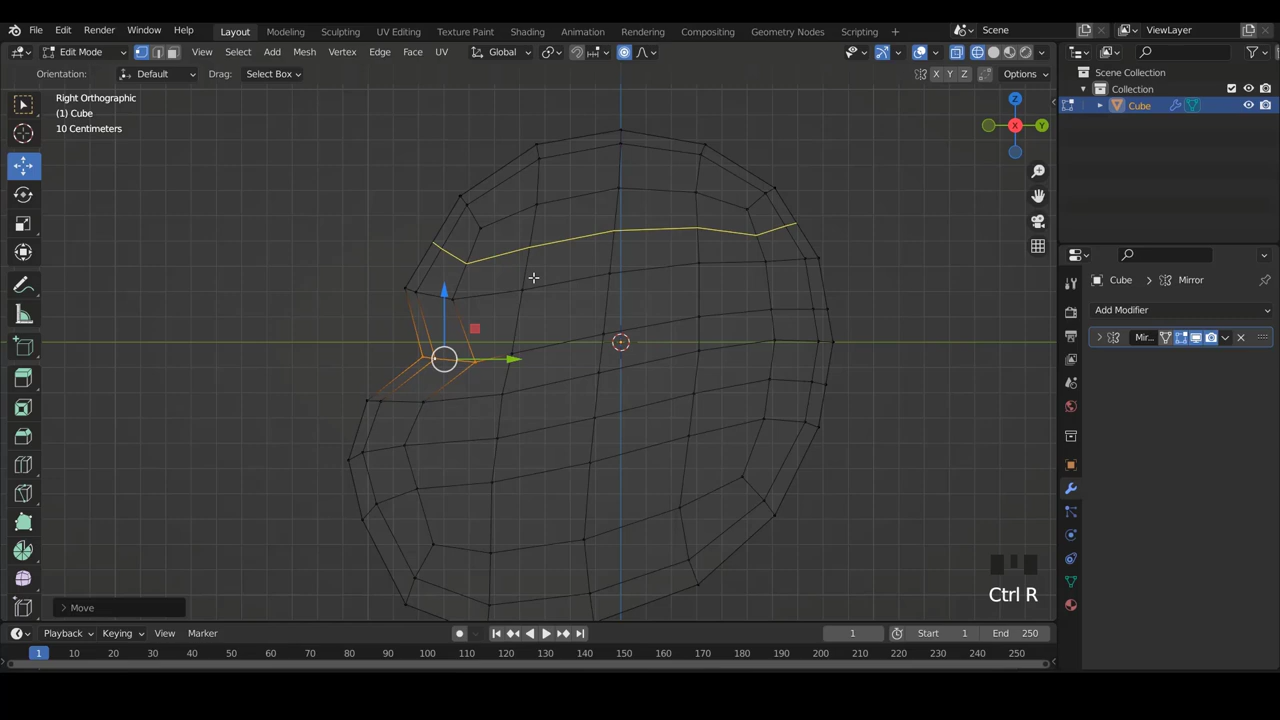 File Edit Render Window Help Layout Modeling Sculpting UV Editing Texture Paint Shading Animation Rendering Compositing Geometry Nodes Scripting Scene ViewLayer
Edit Mode View Select Add Mesh Vertex Edge Face UV Global
Orientation: Default Drag: Select Box X Y Z Options
Right Orthographic
(1) Cube
10 Centimeters
Z
X
Y
Scene Collection
Collection
Cube
Cube Mirror
Add Modifier
Mir...
Ctrl R
Move
Playback Keying View Marker 1 Start 1 End 250
1 10 20 30 40 50 60 70 80 90 100 110 120 130 140 150 160 170 180 190 200 210 220 230 240 250